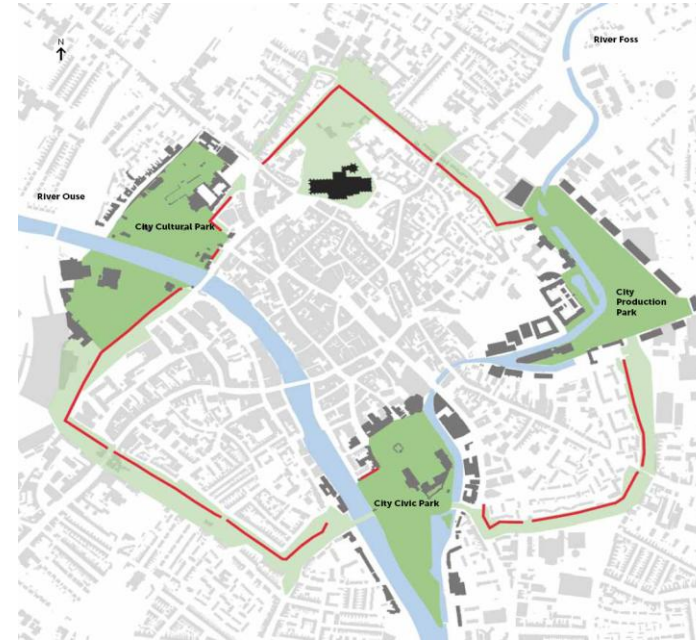 N
River Foss
River Ouse
City Cultural Park
City
Production
Park
City Civic Park